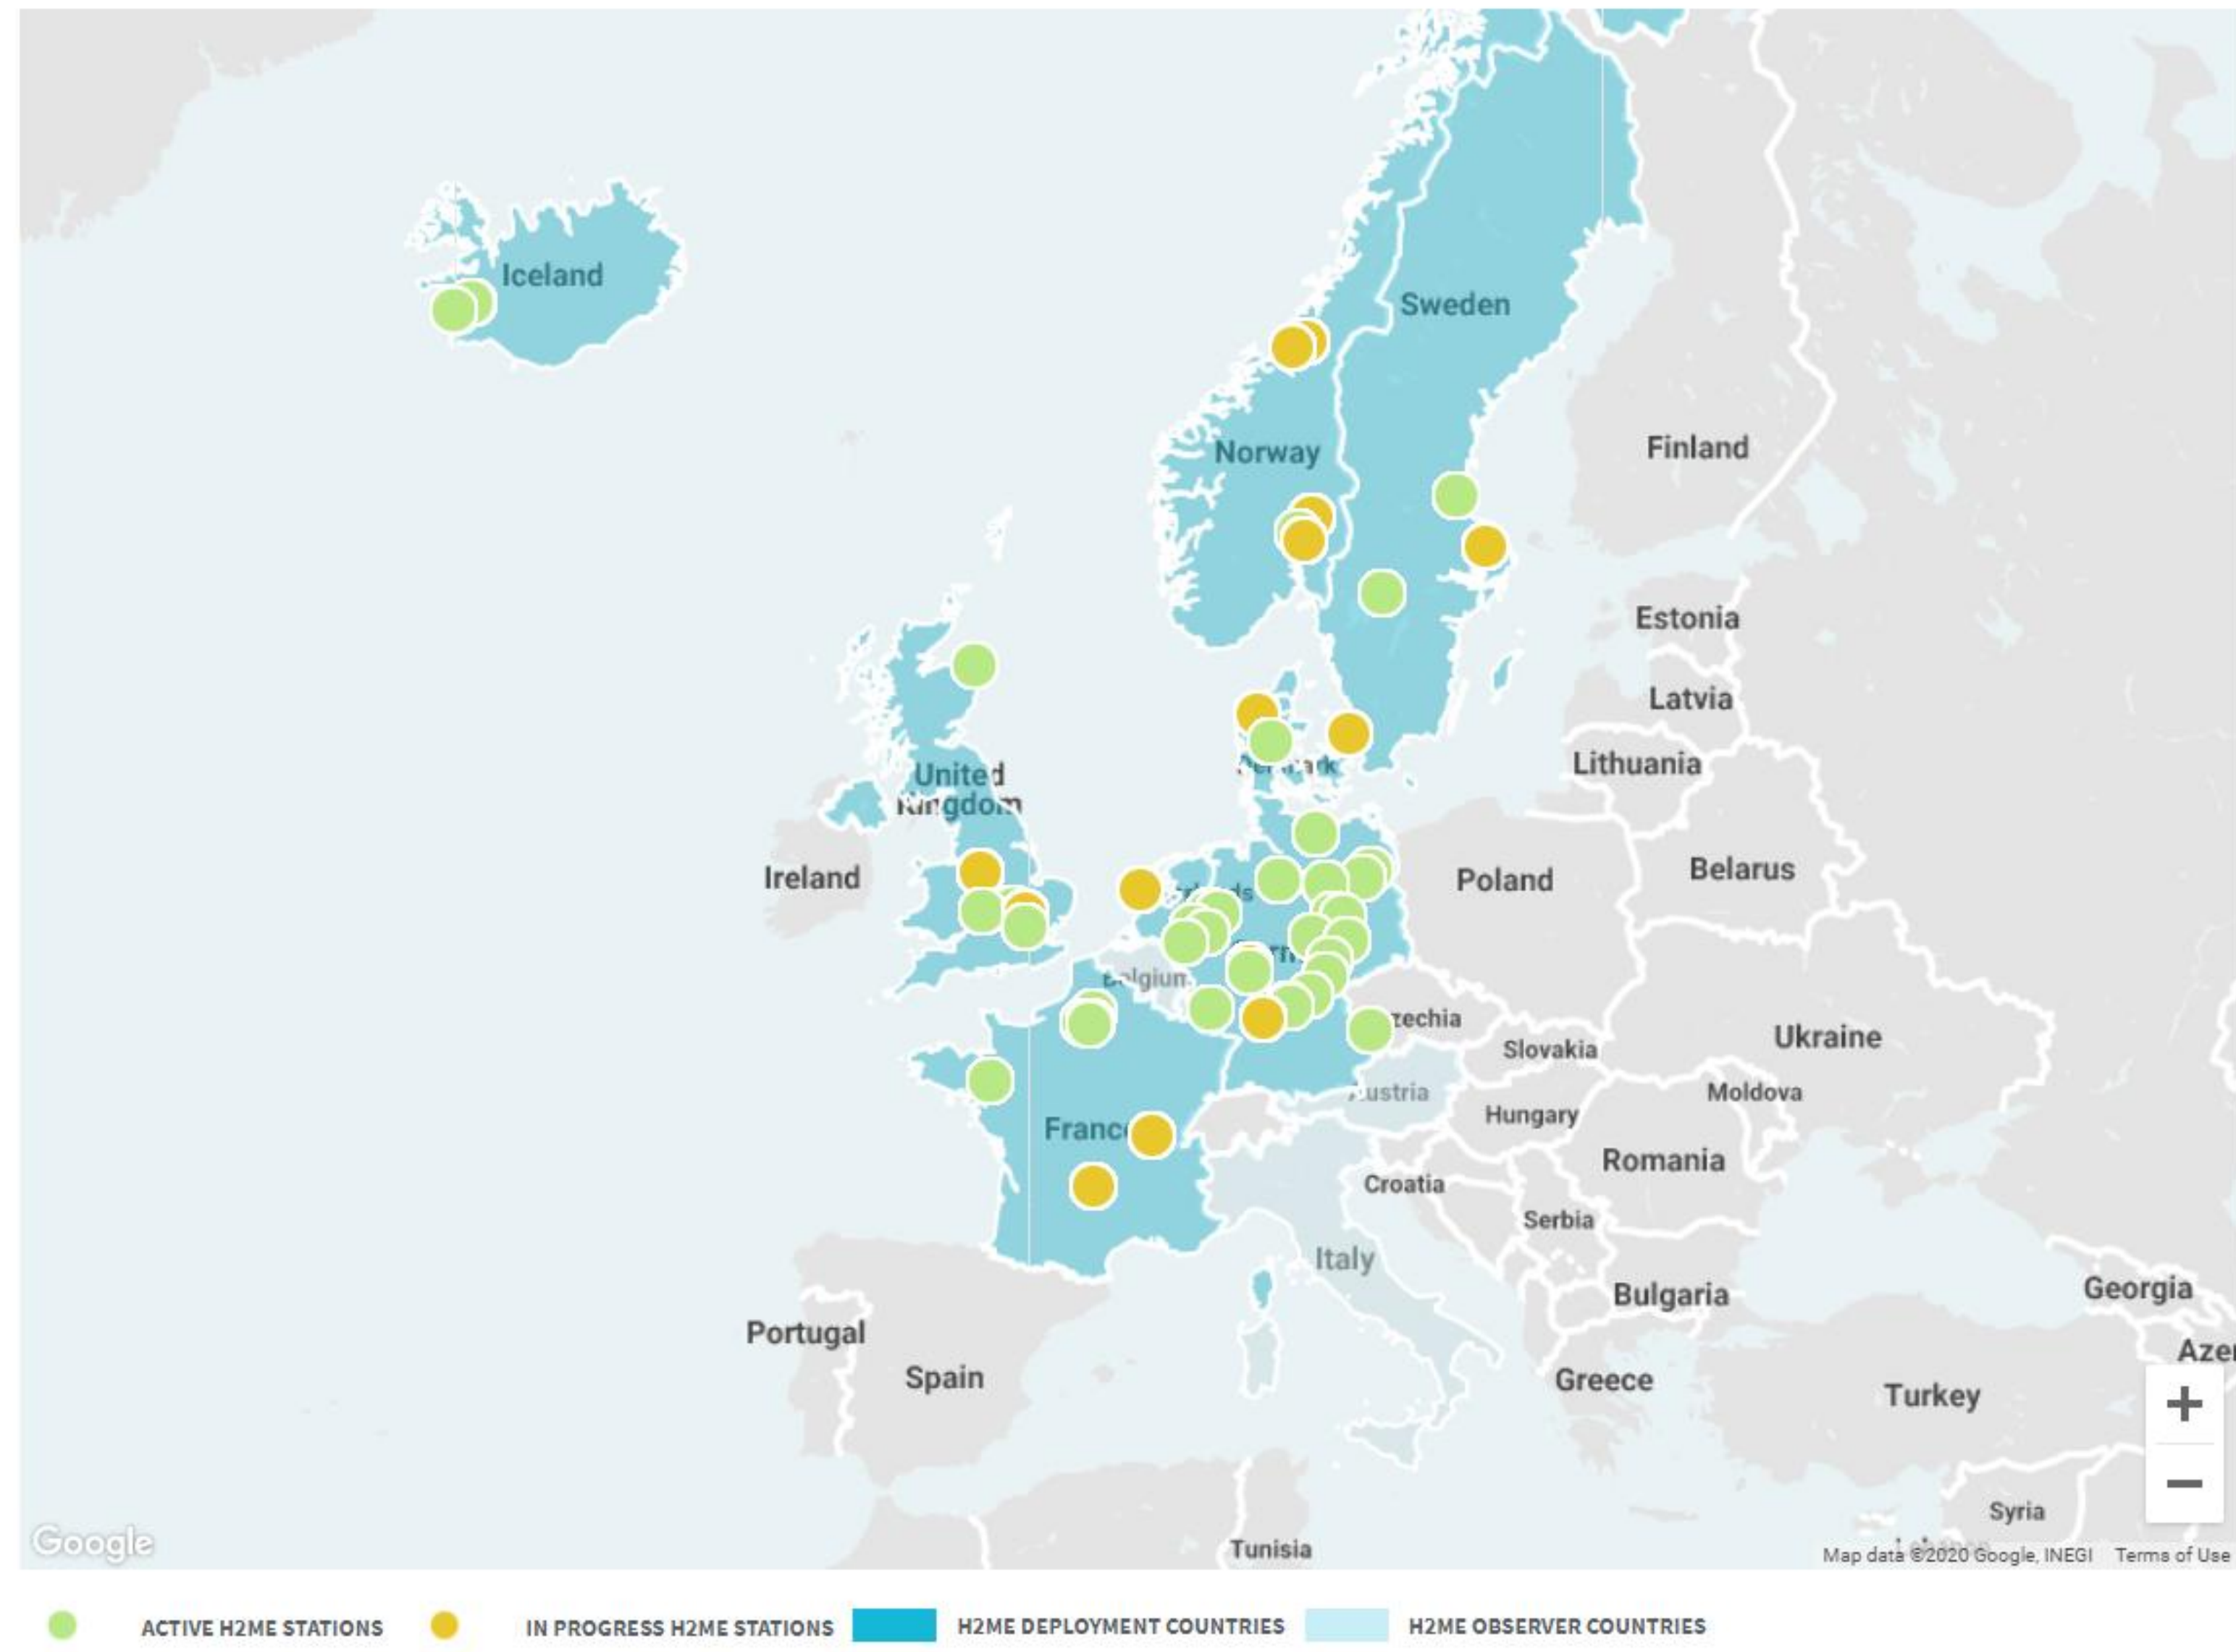 Iceland
Sweden
Norway
Finland
Estonia
Latvia
Lithuania
United
Kingdom
Ireland
Poland
Belarus
Ukraine
Slovakia
Moldova
Hungary
Romania
Croatia
Serbia
Italy
Bulgaria
Georgia
Portugal
Spain
Greece
Turkey
Syria
Tunisia
+
−
Google
Map data ©2020 Google, INEGI Terms of Use
ACTIVE H2ME STATIONS IN PROGRESS H2ME STATIONS H2ME DEPLOYMENT COUNTRIES H2ME OBSERVER COUNTRIES